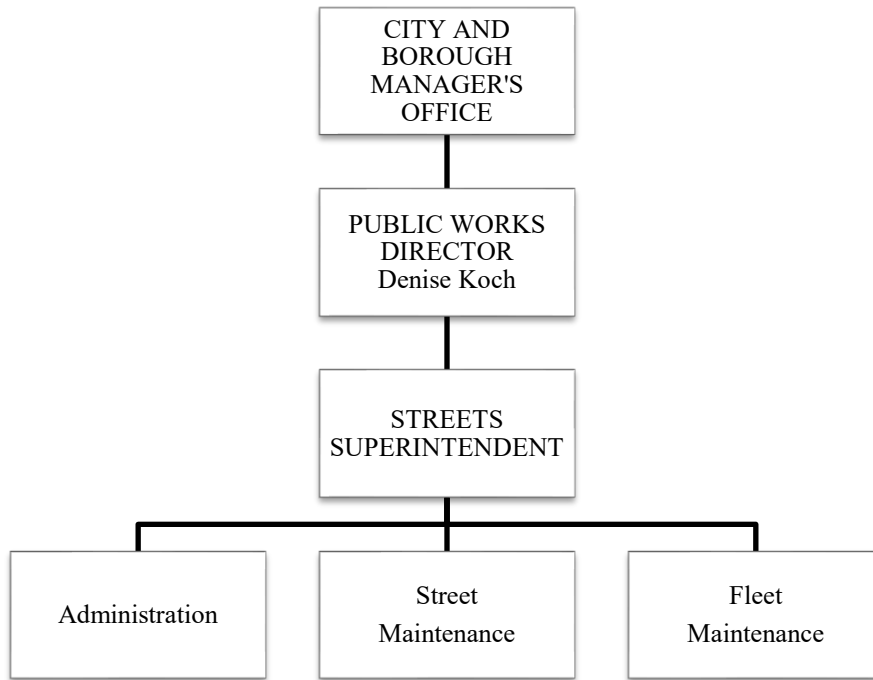 CITY AND
BOROUGH
MANAGER'S
OFFICE
PUBLIC WORKS
DIRECTOR
Denise Koch
STREETS
SUPERINTENDENT
Administration
Street
Maintenance
Fleet
Maintenance